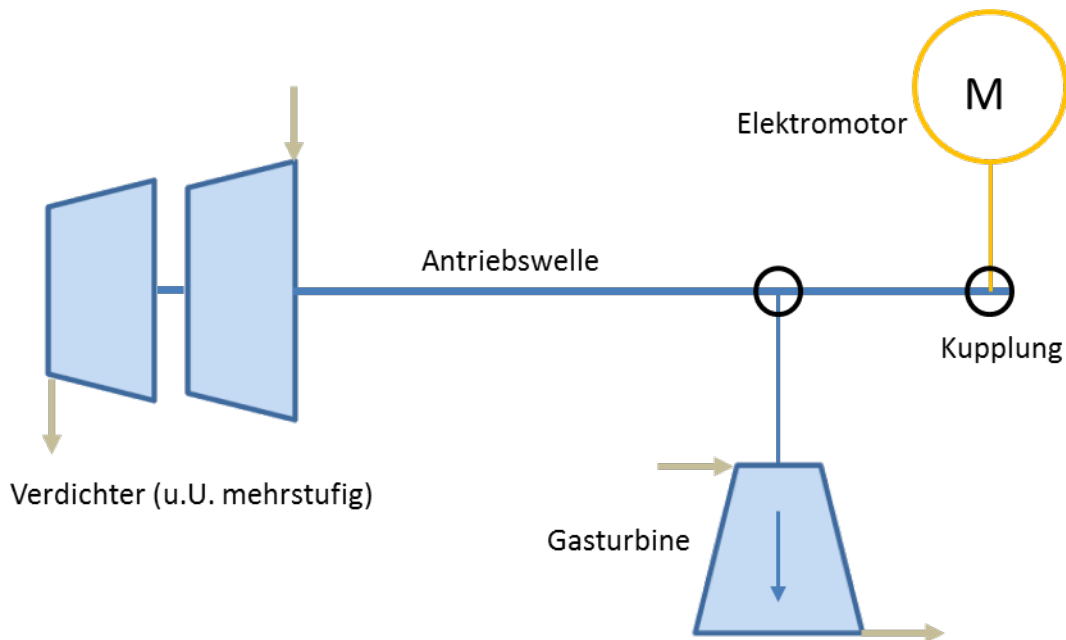 M
Elektromotor
Antriebswelle
Kupplung
Verdichter (u.U. mehrstufig)
Gasturbine